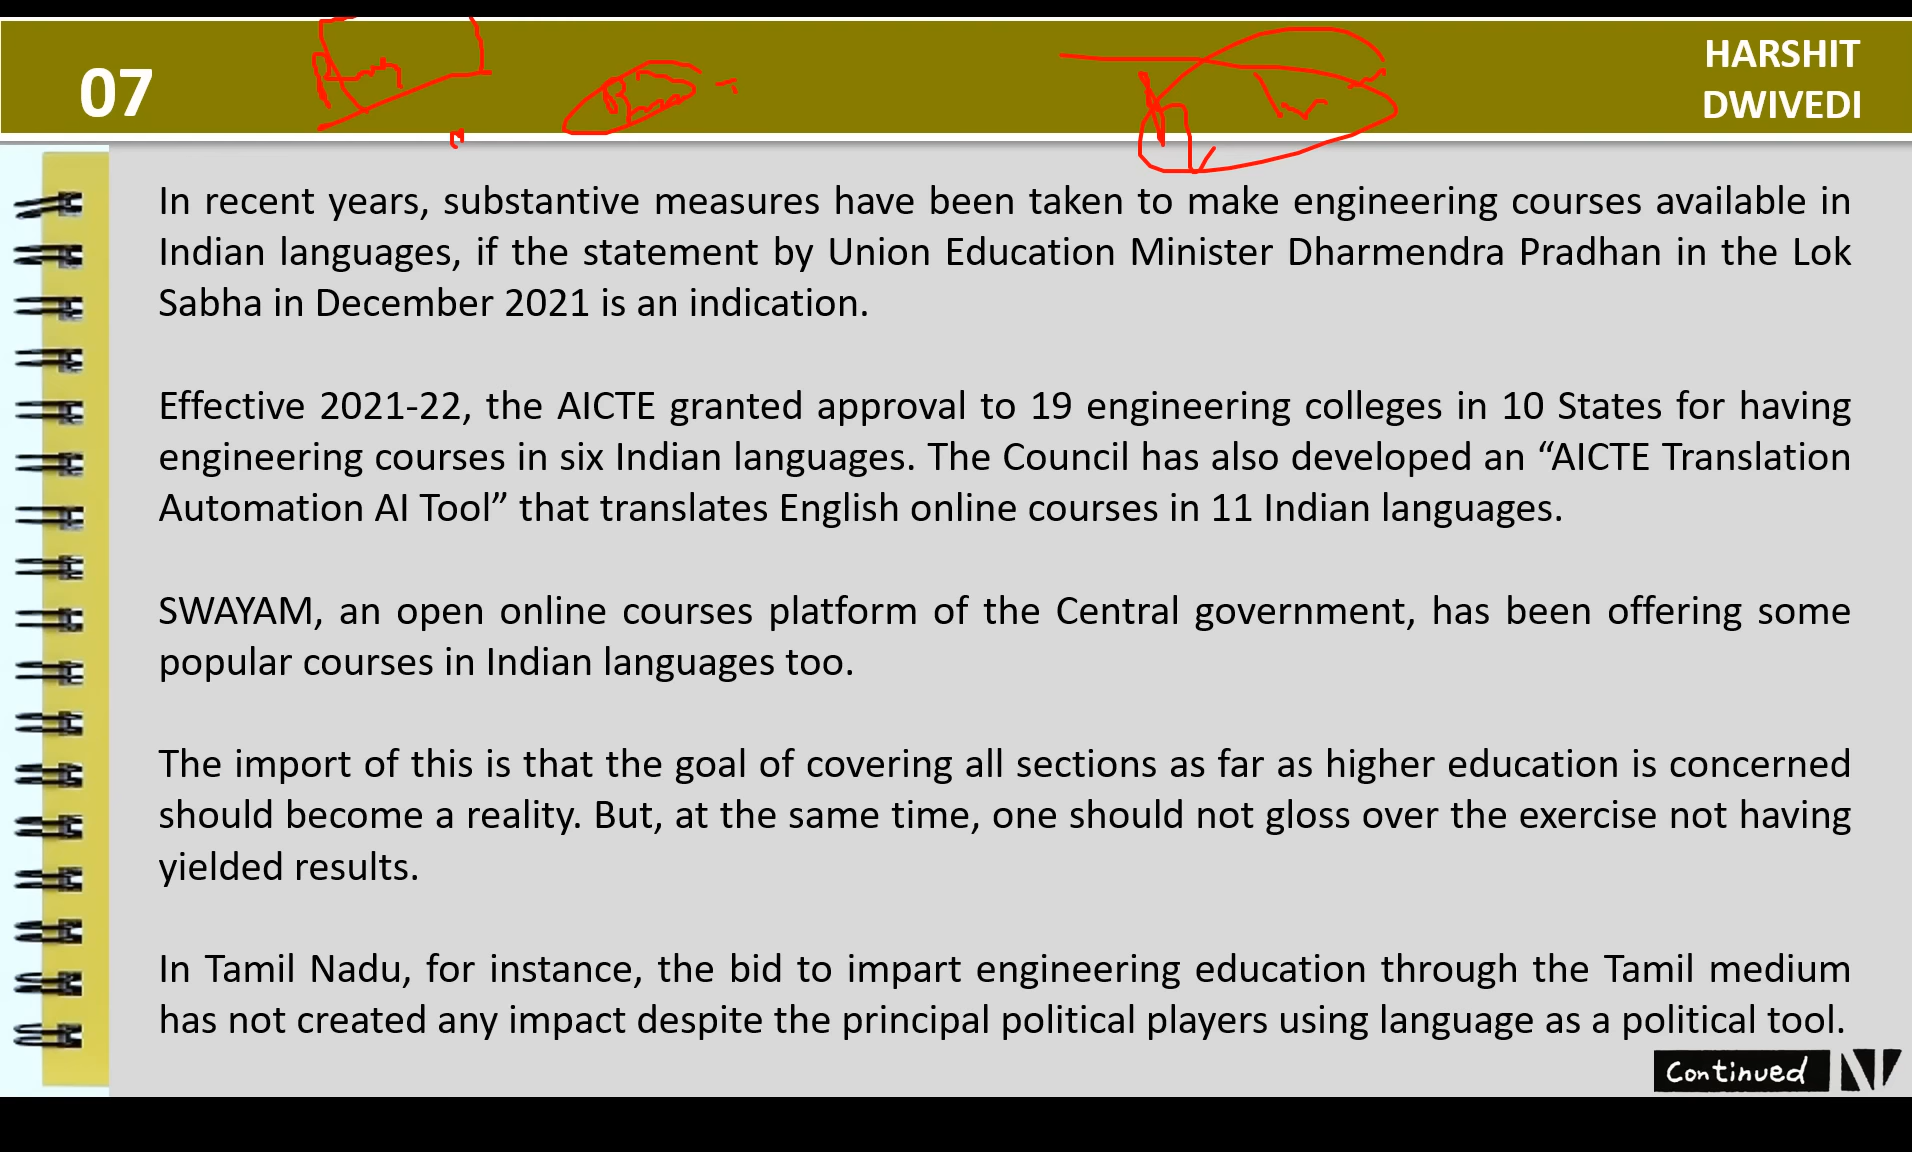 07
HARSHIT
DWIVEDI
In recent years, substantive measures have been taken to make engineering courses available in
Indian languages, if the statement by Union Education Minister Dharmendra Pradhan in the Lok
Sabha in December 2021 is an indication.
Effective 2021-22, the AICTE granted approval to 19 engineering colleges in 10 States for having
engineering courses in six Indian languages. The Council has also developed an “AICTE Translation
Automation AI Tool” that translates English online courses in 11 Indian languages.
SWAYAM, an open online courses platform of the Central government, has been offering some
popular courses in Indian languages too.
The import of this is that the goal of covering all sections as far as higher education is concerned
should become a reality. But, at the same time, one should not gloss over the exercise not having
yielded results.
In Tamil Nadu, for instance, the bid to impart engineering education through the Tamil medium
has not created any impact despite the principal political players using language as a political tool.
Continued